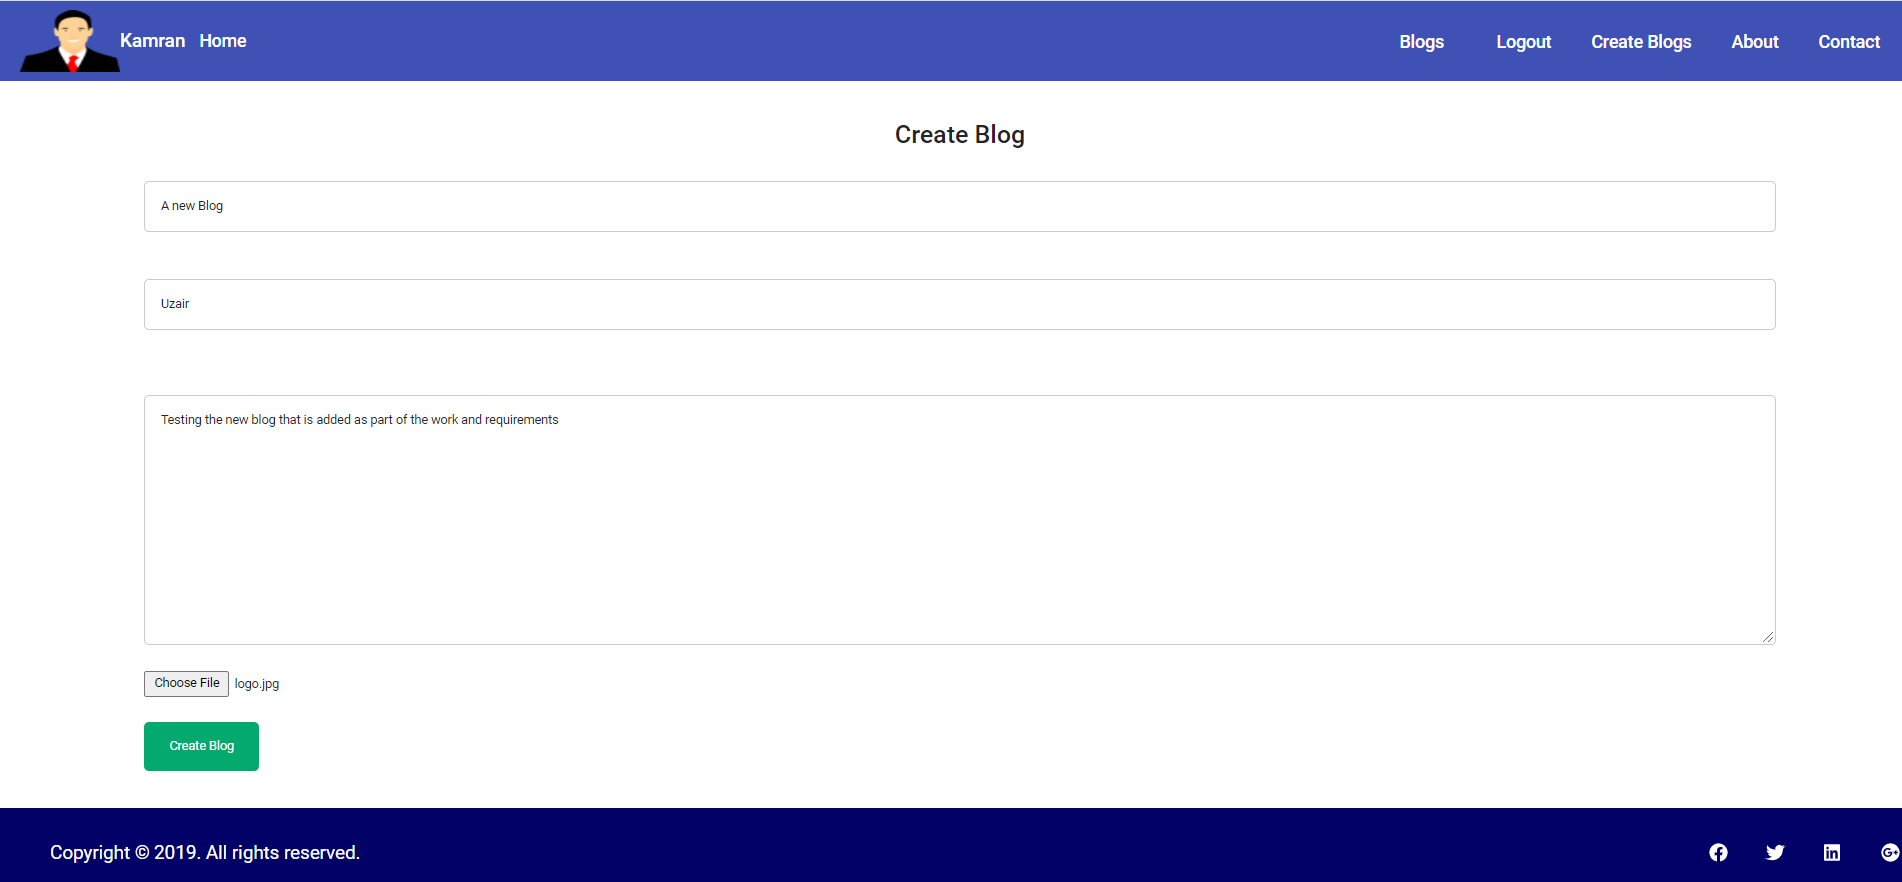 Kamran Home Blogs Logout Create Blogs About Contact
Create Blog
A new Blog
Uzair
Testing the new blog that is added as part of the work and requirements
Choose File logo.jpg
Create Blog
Copyright © 2019. All rights reserved.